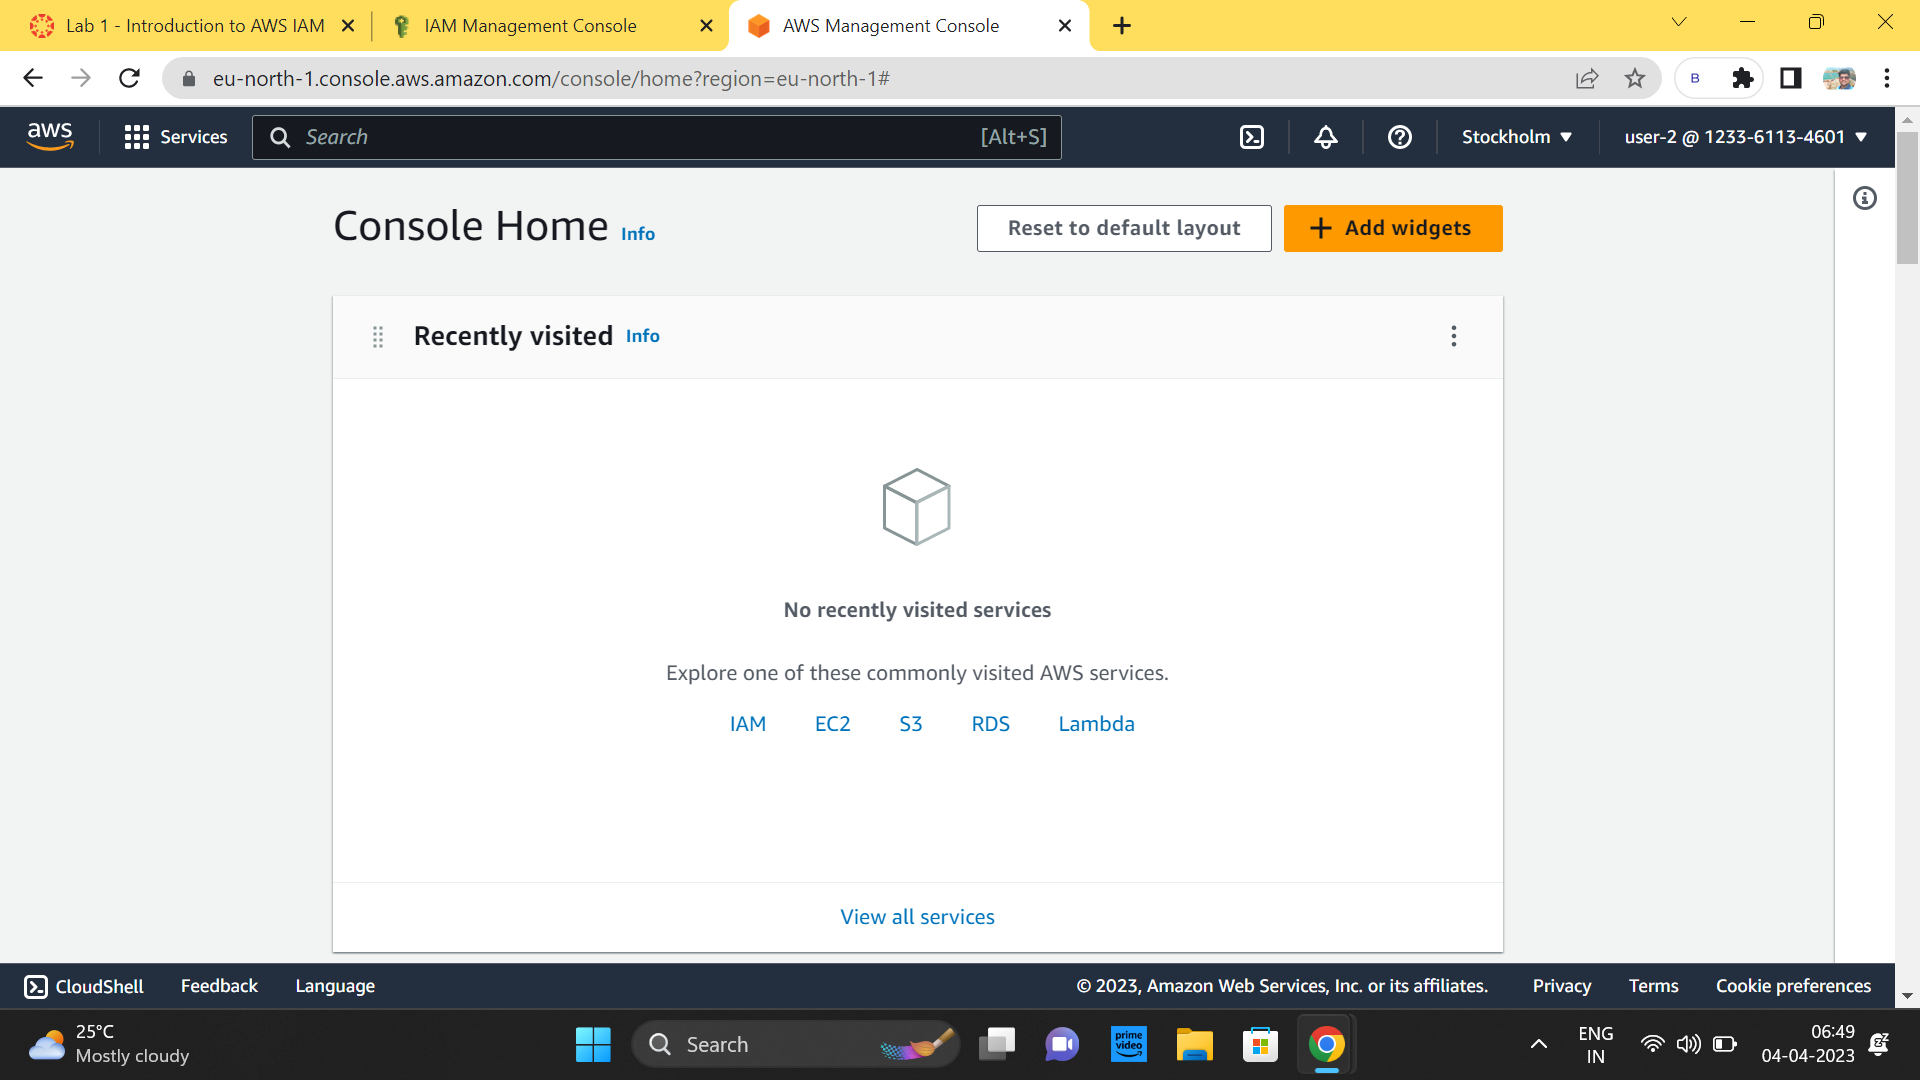 Lab 1 - Introduction to AWS IAM
IAM Management Console
AWS Management Console
eu-north-1.console.aws.amazon.com/console/home?region=eu-north-1#
B
aws
Services
Search
[Alt+S]
Stockholm
user-2 @ 1233-6113-4601
Console Home
Info
Reset to default layout
Add widgets
Recently visited
Info
No recently visited services
Explore one of these commonly visited AWS services.
IAM
EC2
S3
RDS
Lambda
View all services
CloudShell
Feedback
Language
© 2023, Amazon Web Services, Inc. or its affiliates.
Privacy
Terms
Cookie preferences
25°C
Mostly cloudy
Search
prime
video
ENG
IN
06:49
04-04-2023